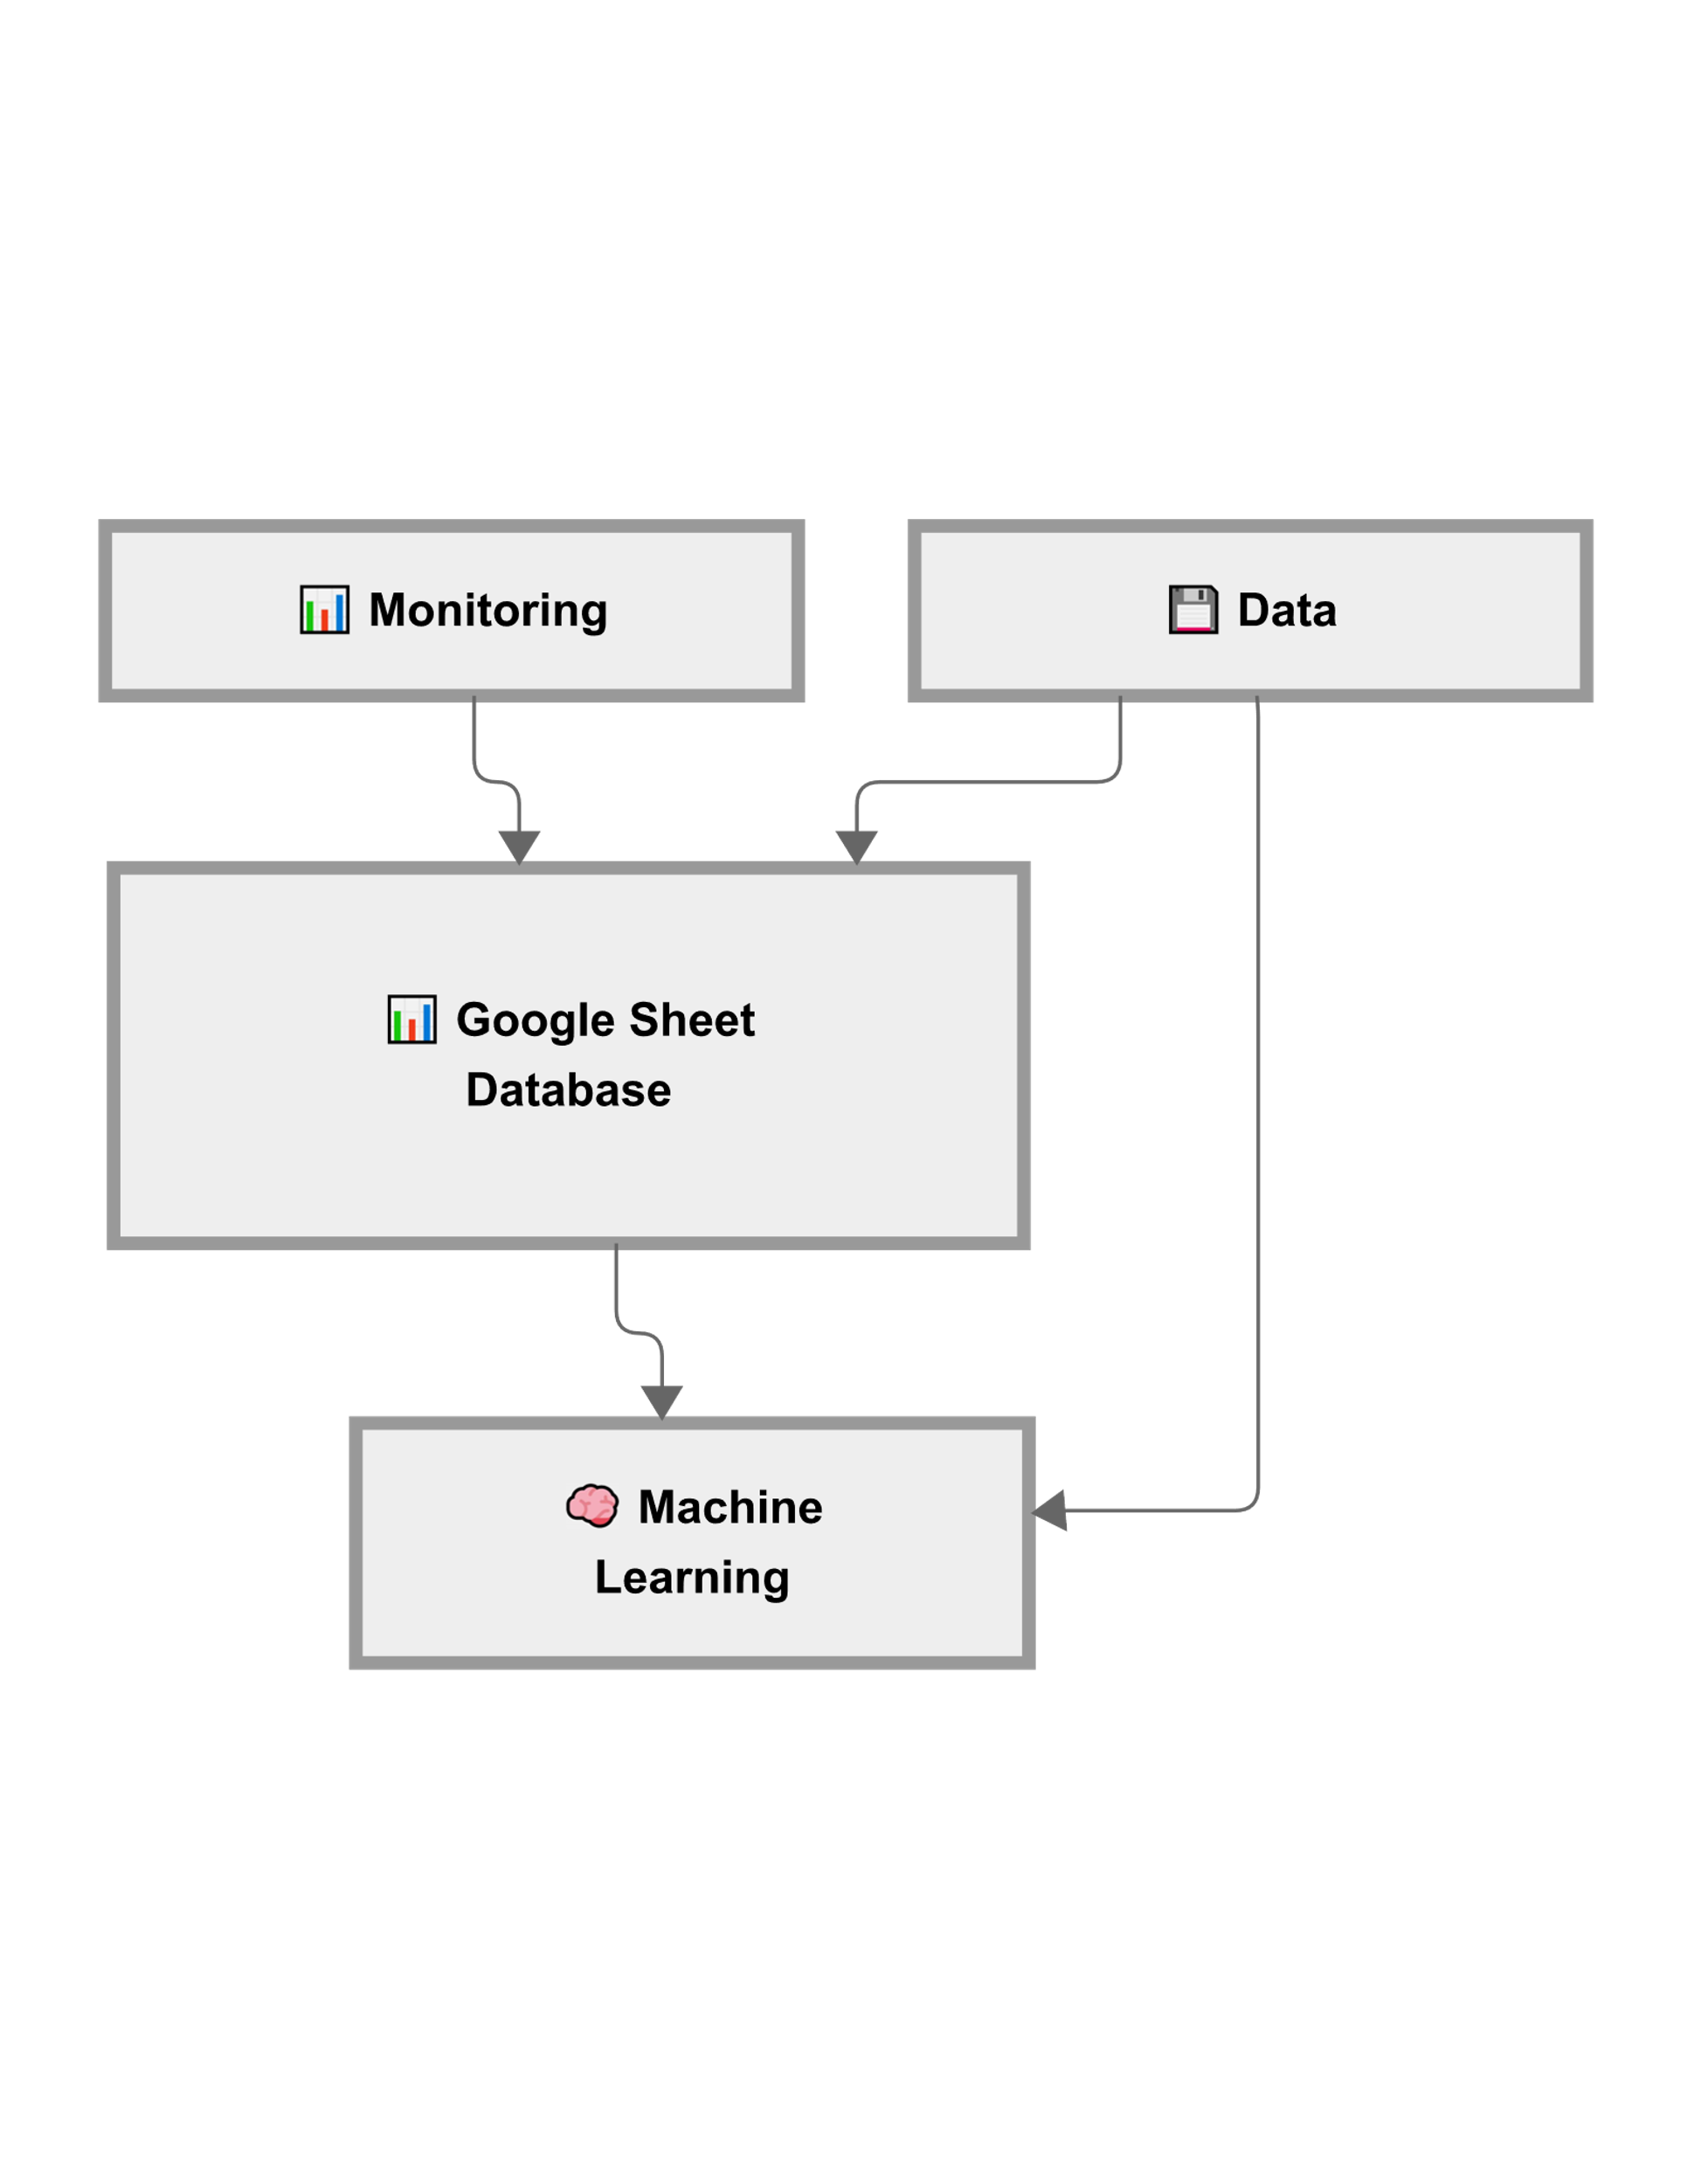 📊 Monitoring
💾 Data
📊 Google Sheet
Database
🧠 Machine
Learning